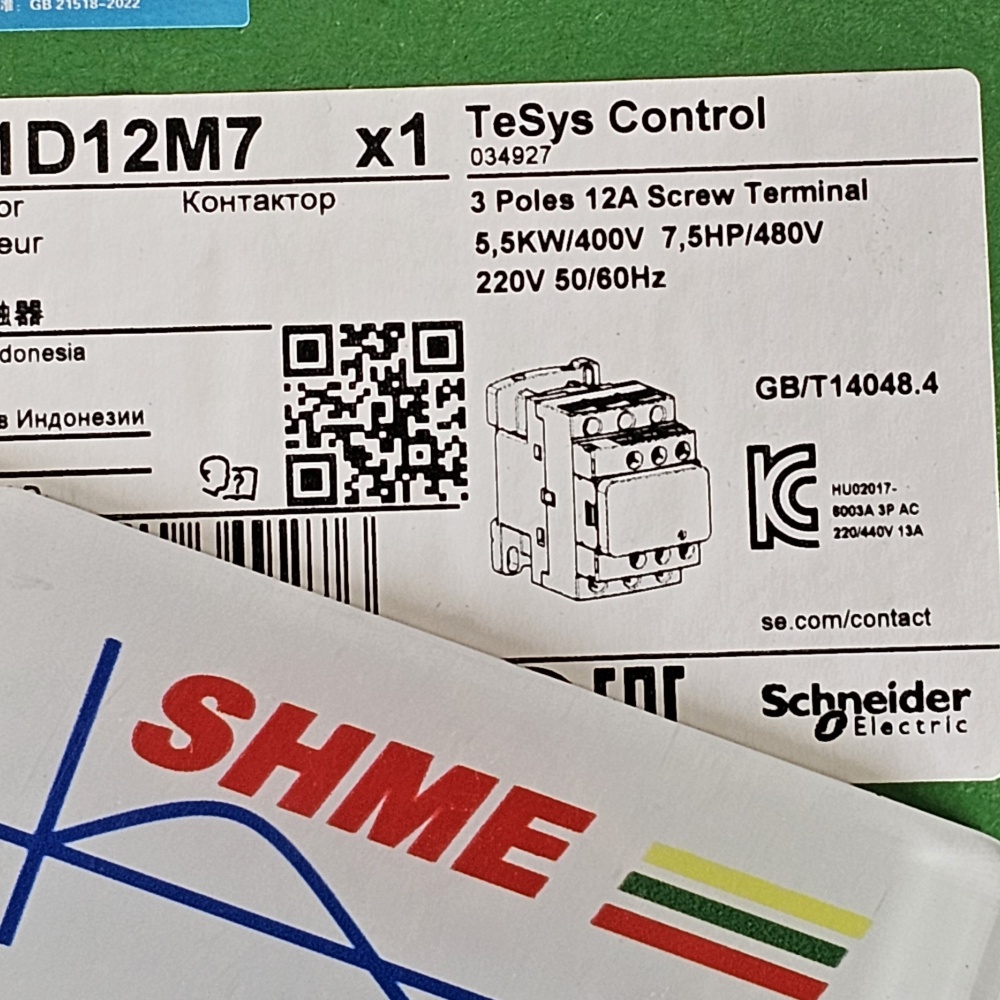 GB 21518-2022
1D12M7 x1
TeSys Control
034927
Контактор
3 Poles 12A Screw Terminal
5,5KW/400V 7,5HP/480V
220V 50/60Hz
or
eur
触器
donesia
в Индонезии
GB/T14048.4
HU02017-
6003A 3P AC
220/440V 13A
se.com/contact
Schneider
Electric
SHME